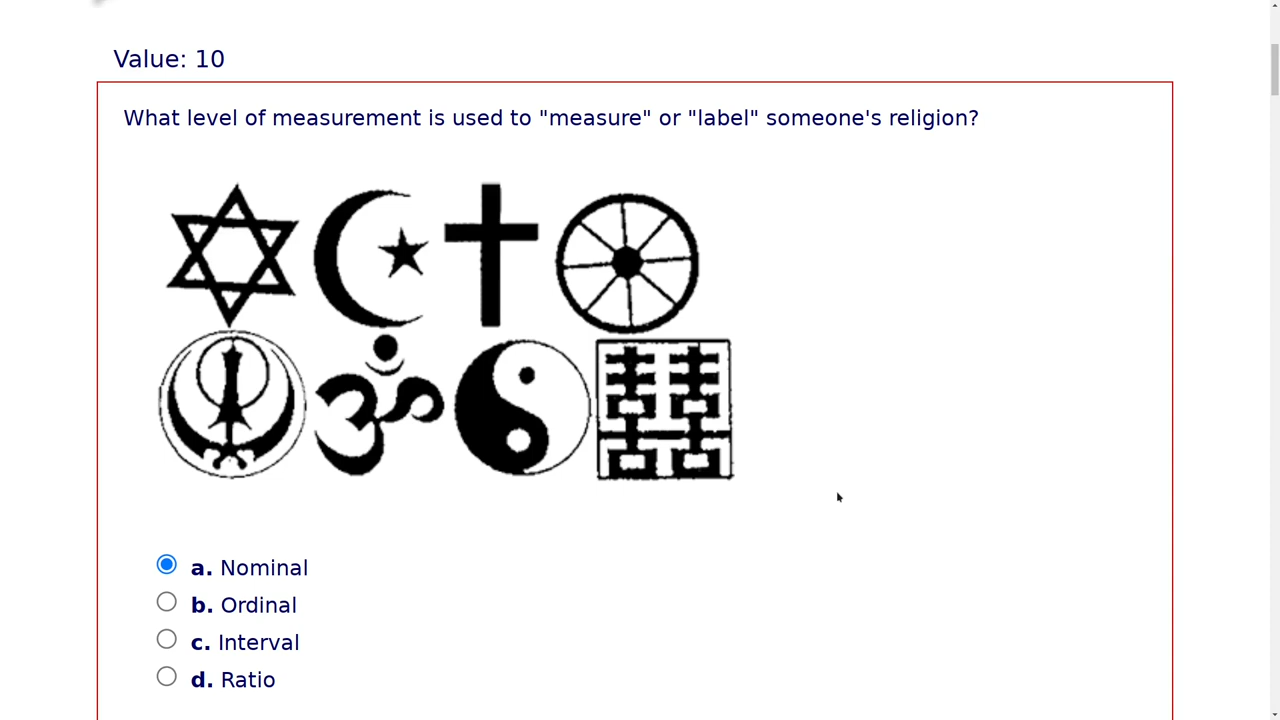 Value: 10
What level of measurement is used to "measure" or "label" someone's religion?
a. Nominal
b. Ordinal
c. Interval
d. Ratio